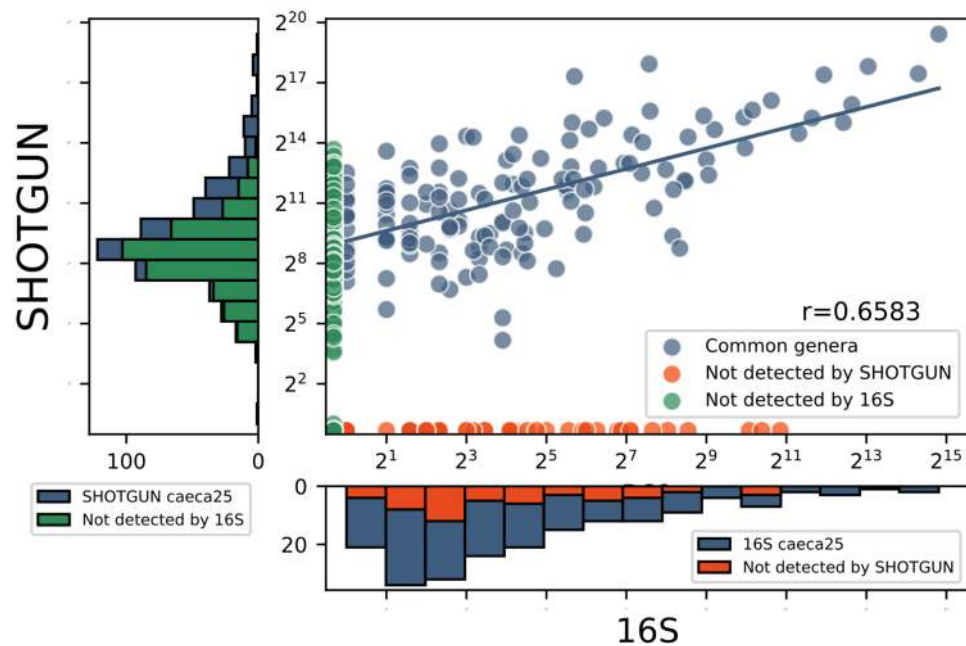 SHOTGUN
2^20
2^17
2^14
2^11
2^8
2^5
2^2
r=0.6583
Common genera
Not detected by SHOTGUN
Not detected by 16S
100
0
2^1
2^3
2^5
2^7
2^9
2^11
2^13
2^15
SHOTGUN caeca25
Not detected by 16S
0
20
16S caeca25
Not detected by SHOTGUN
16S